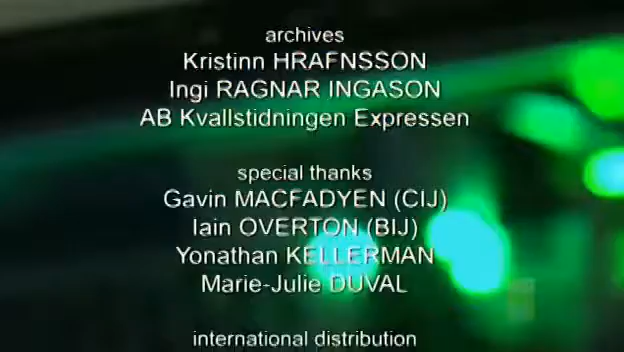 archives
Kristinn HRAFNSSON
Ingi RAGNAR INGASON
AB Kvallstidningen Expressen
special thanks
Gavin MACFADYEN (CIJ)
Iain OVERTON (BIJ)
Yonathan KELLERMAN
Marie-Julie DUVAL
international distribution